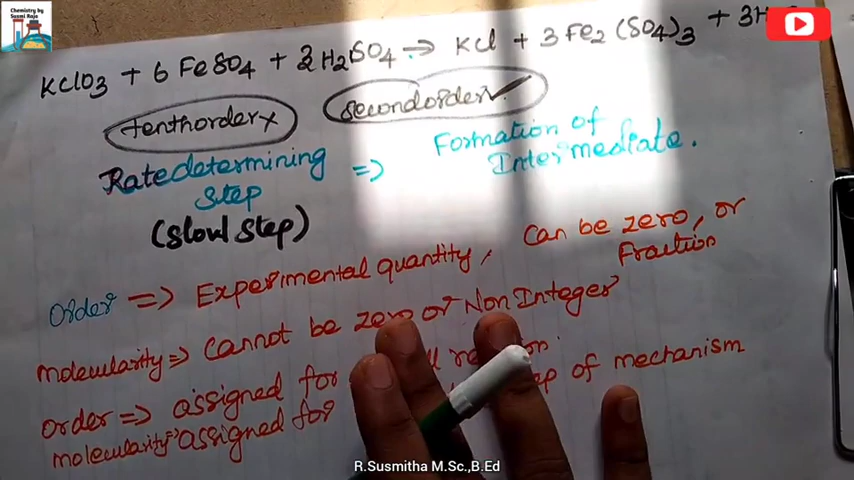 Chemistry by
Susmi Raja
KClO3 + 6 FeSO4 + 3 H2SO4 => KCl + 3 Fe2(SO4)3 + 3H
tenthorder x
secondorder ✓
Ratedetermining => Formation of
step Intermediate.
(slow step)
Order => Experimental quantity, Can be zero, or
Fraction
molecularity => Cannot be zero or Non Integer
order => assigned for
molecularity => assigned for of mechanism
R.Susmitha M.Sc.,B.Ed